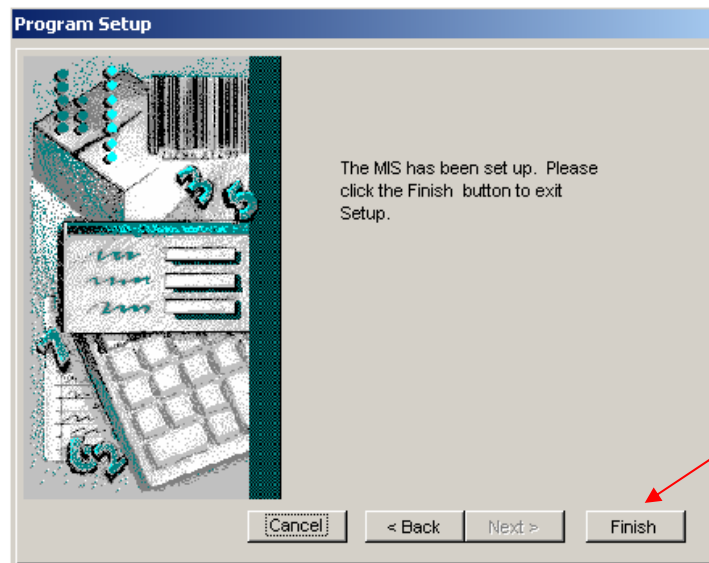 Program Setup
The MIS has been set up. Please
click the Finish button to exit
Setup.
Cancel
< Back
Next >
Finish